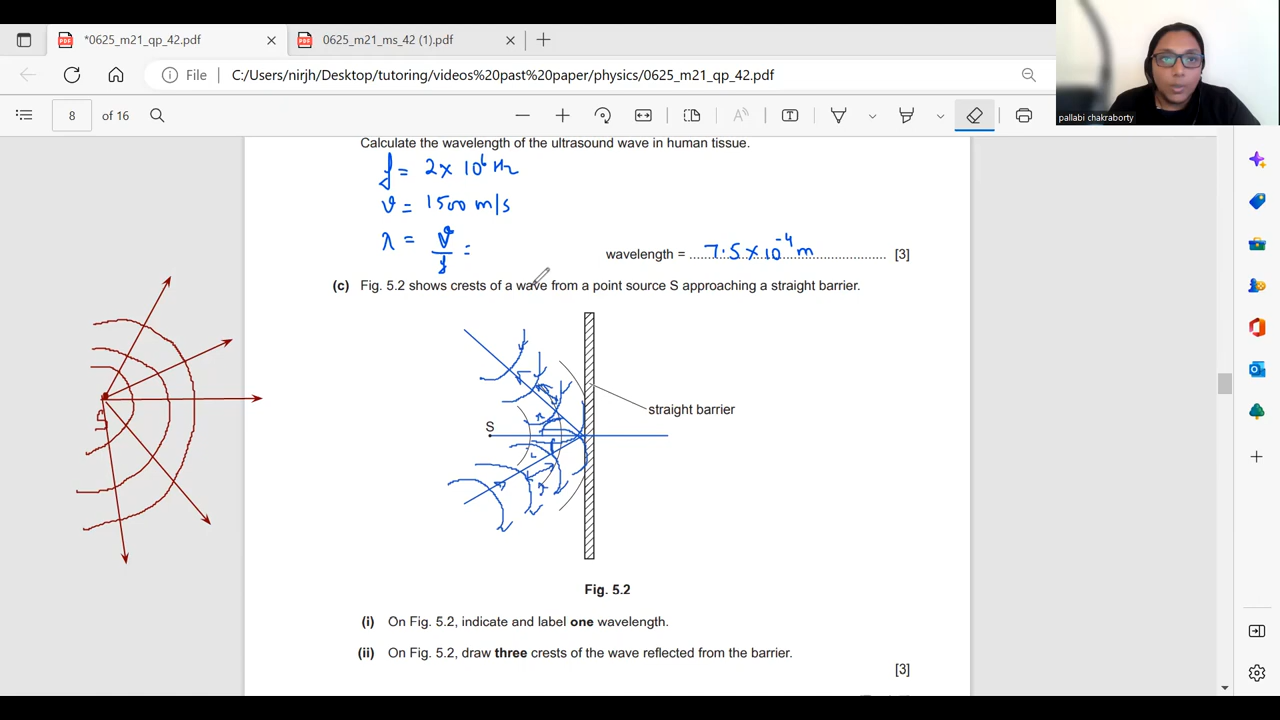 *0625_m21_qp_42.pdf
0625_m21_ms_42 (1).pdf
File
C:/Users/nirjh/Desktop/tutoring/videos%20past%20paper/physics/0625_m21_qp_42.pdf
8 of 16
pallabi chakraborty
Calculate the wavelength of the ultrasound wave in human tissue.
f = 2 x 10⁶ Hz
v = 1500 m/s
λ = v/f =
wavelength = 7.5 x 10⁻⁴ m [3]
(c) Fig. 5.2 shows crests of a wave from a point source S approaching a straight barrier.
S
straight barrier
λ
λ
Fig. 5.2
(i) On Fig. 5.2, indicate and label one wavelength.
(ii) On Fig. 5.2, draw three crests of the wave reflected from the barrier.
[3]